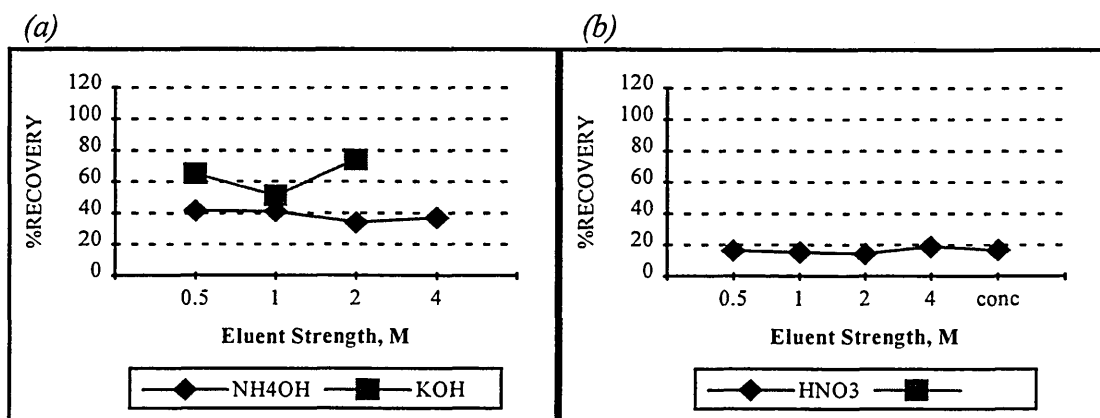 (a)
%RECOVERY
120
100
80
60
40
20
0
0.5 1 2 4
Eluent Strength, M
NH4OH KOH
(b)
%RECOVERY
120
100
80
60
40
20
0
0.5 1 2 4 conc
Eluent Strength, M
HNO3